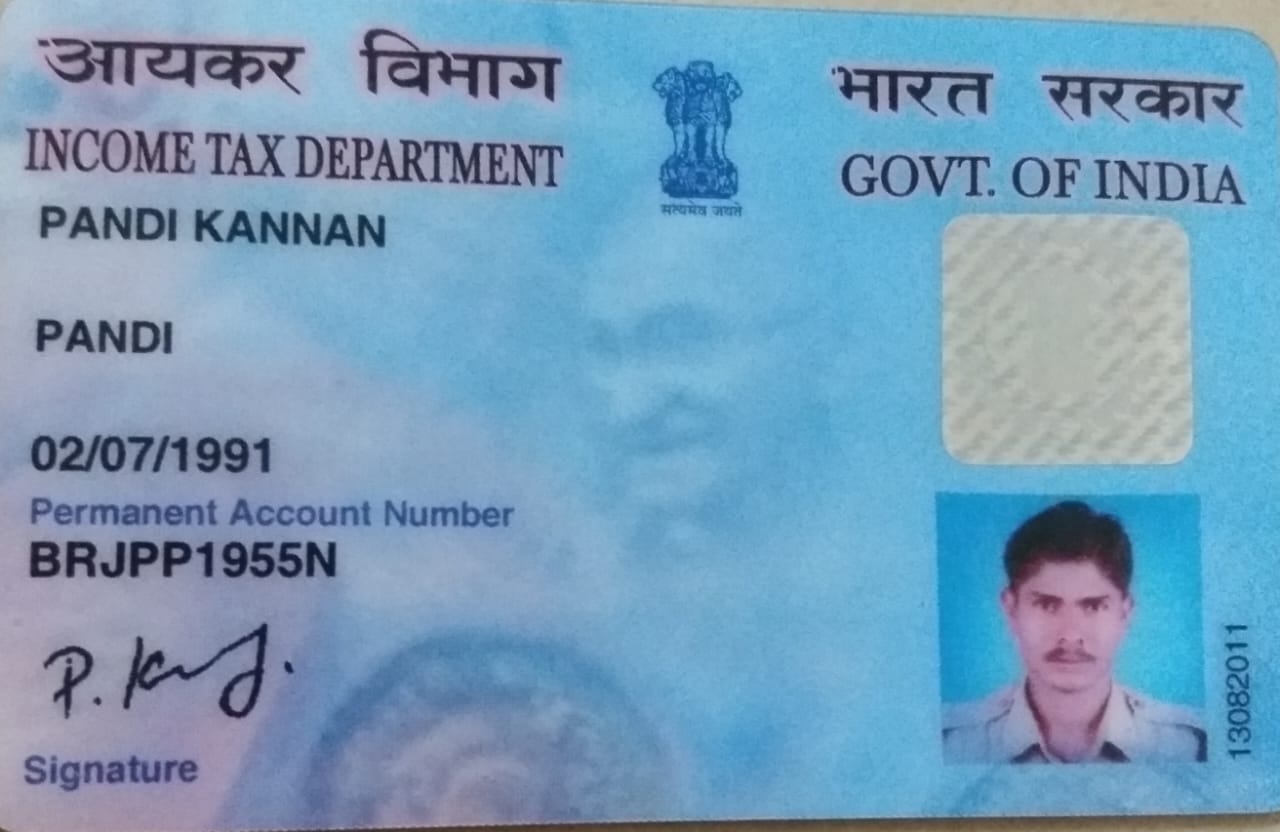 आयकर विभाग
INCOME TAX DEPARTMENT
सत्यमेव जयते
भारत सरकार
GOVT. OF INDIA
PANDI KANNAN
PANDI
02/07/1991
Permanent Account Number
BRJPP1955N
Signature
13082011